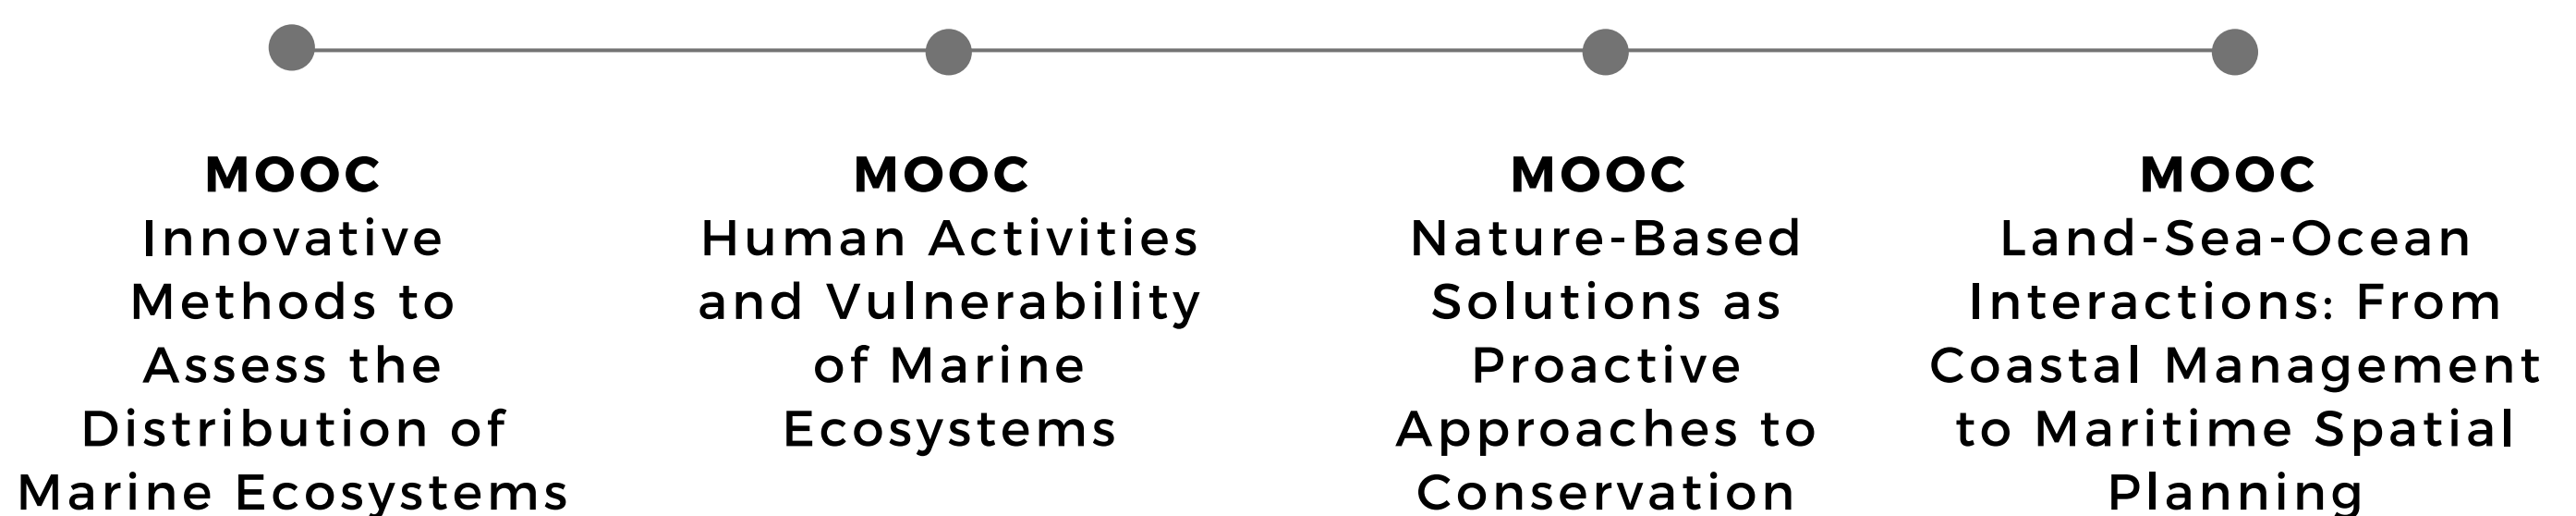 MOOC
Innovative
Methods to
Assess the
Distribution of
Marine Ecosystems
MOOC
Human Activities
and Vulnerability
of Marine
Ecosystems
MOOC
Nature-Based
Solutions as
Proactive
Approaches to
Conservation
MOOC
Land-Sea-Ocean
Interactions: From
Coastal Management
to Maritime Spatial
Planning